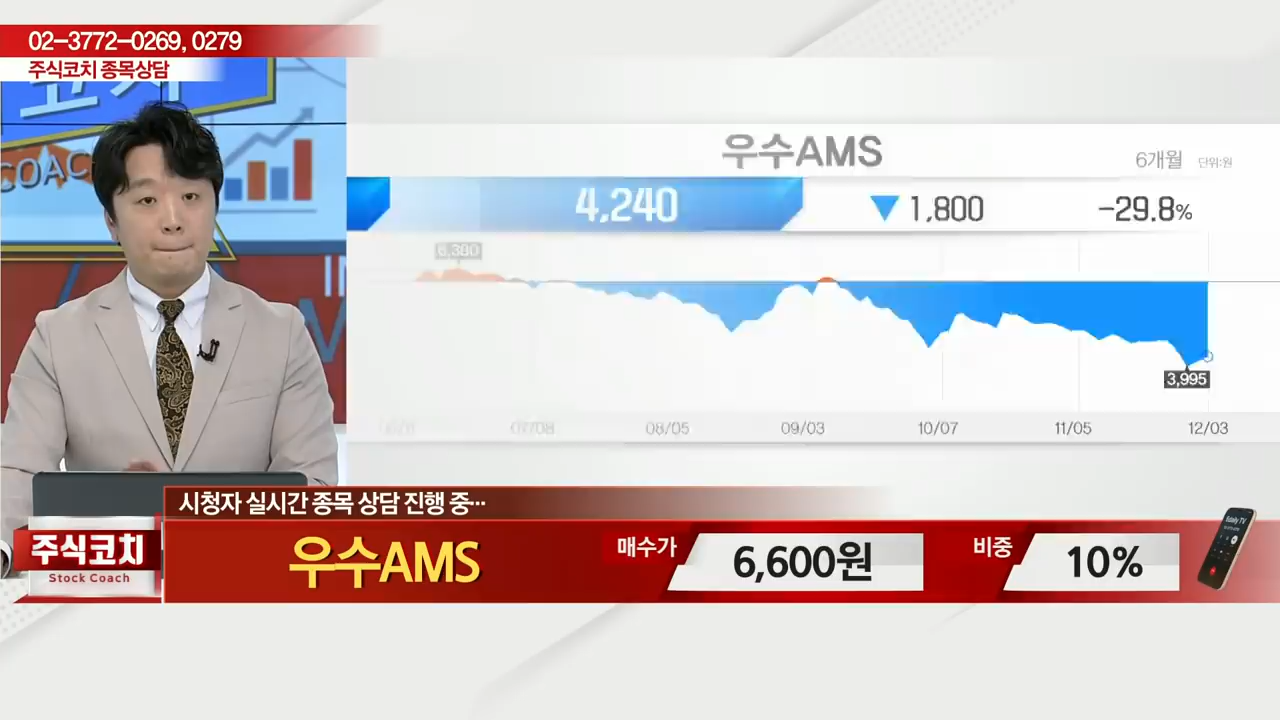 02-3772-0269, 0279
주식코치 종목상담
코치
COAC
우수AMS
6개월 단위:원
4,240 ▼1,800 -29.8%
6,380
3,995
07/08 08/05 09/03 10/07 11/05 12/03
시청자 실시간 종목 상담 진행 중…
주식코치
Stock Coach
우수AMS 매수가 6,600원 비중 10%